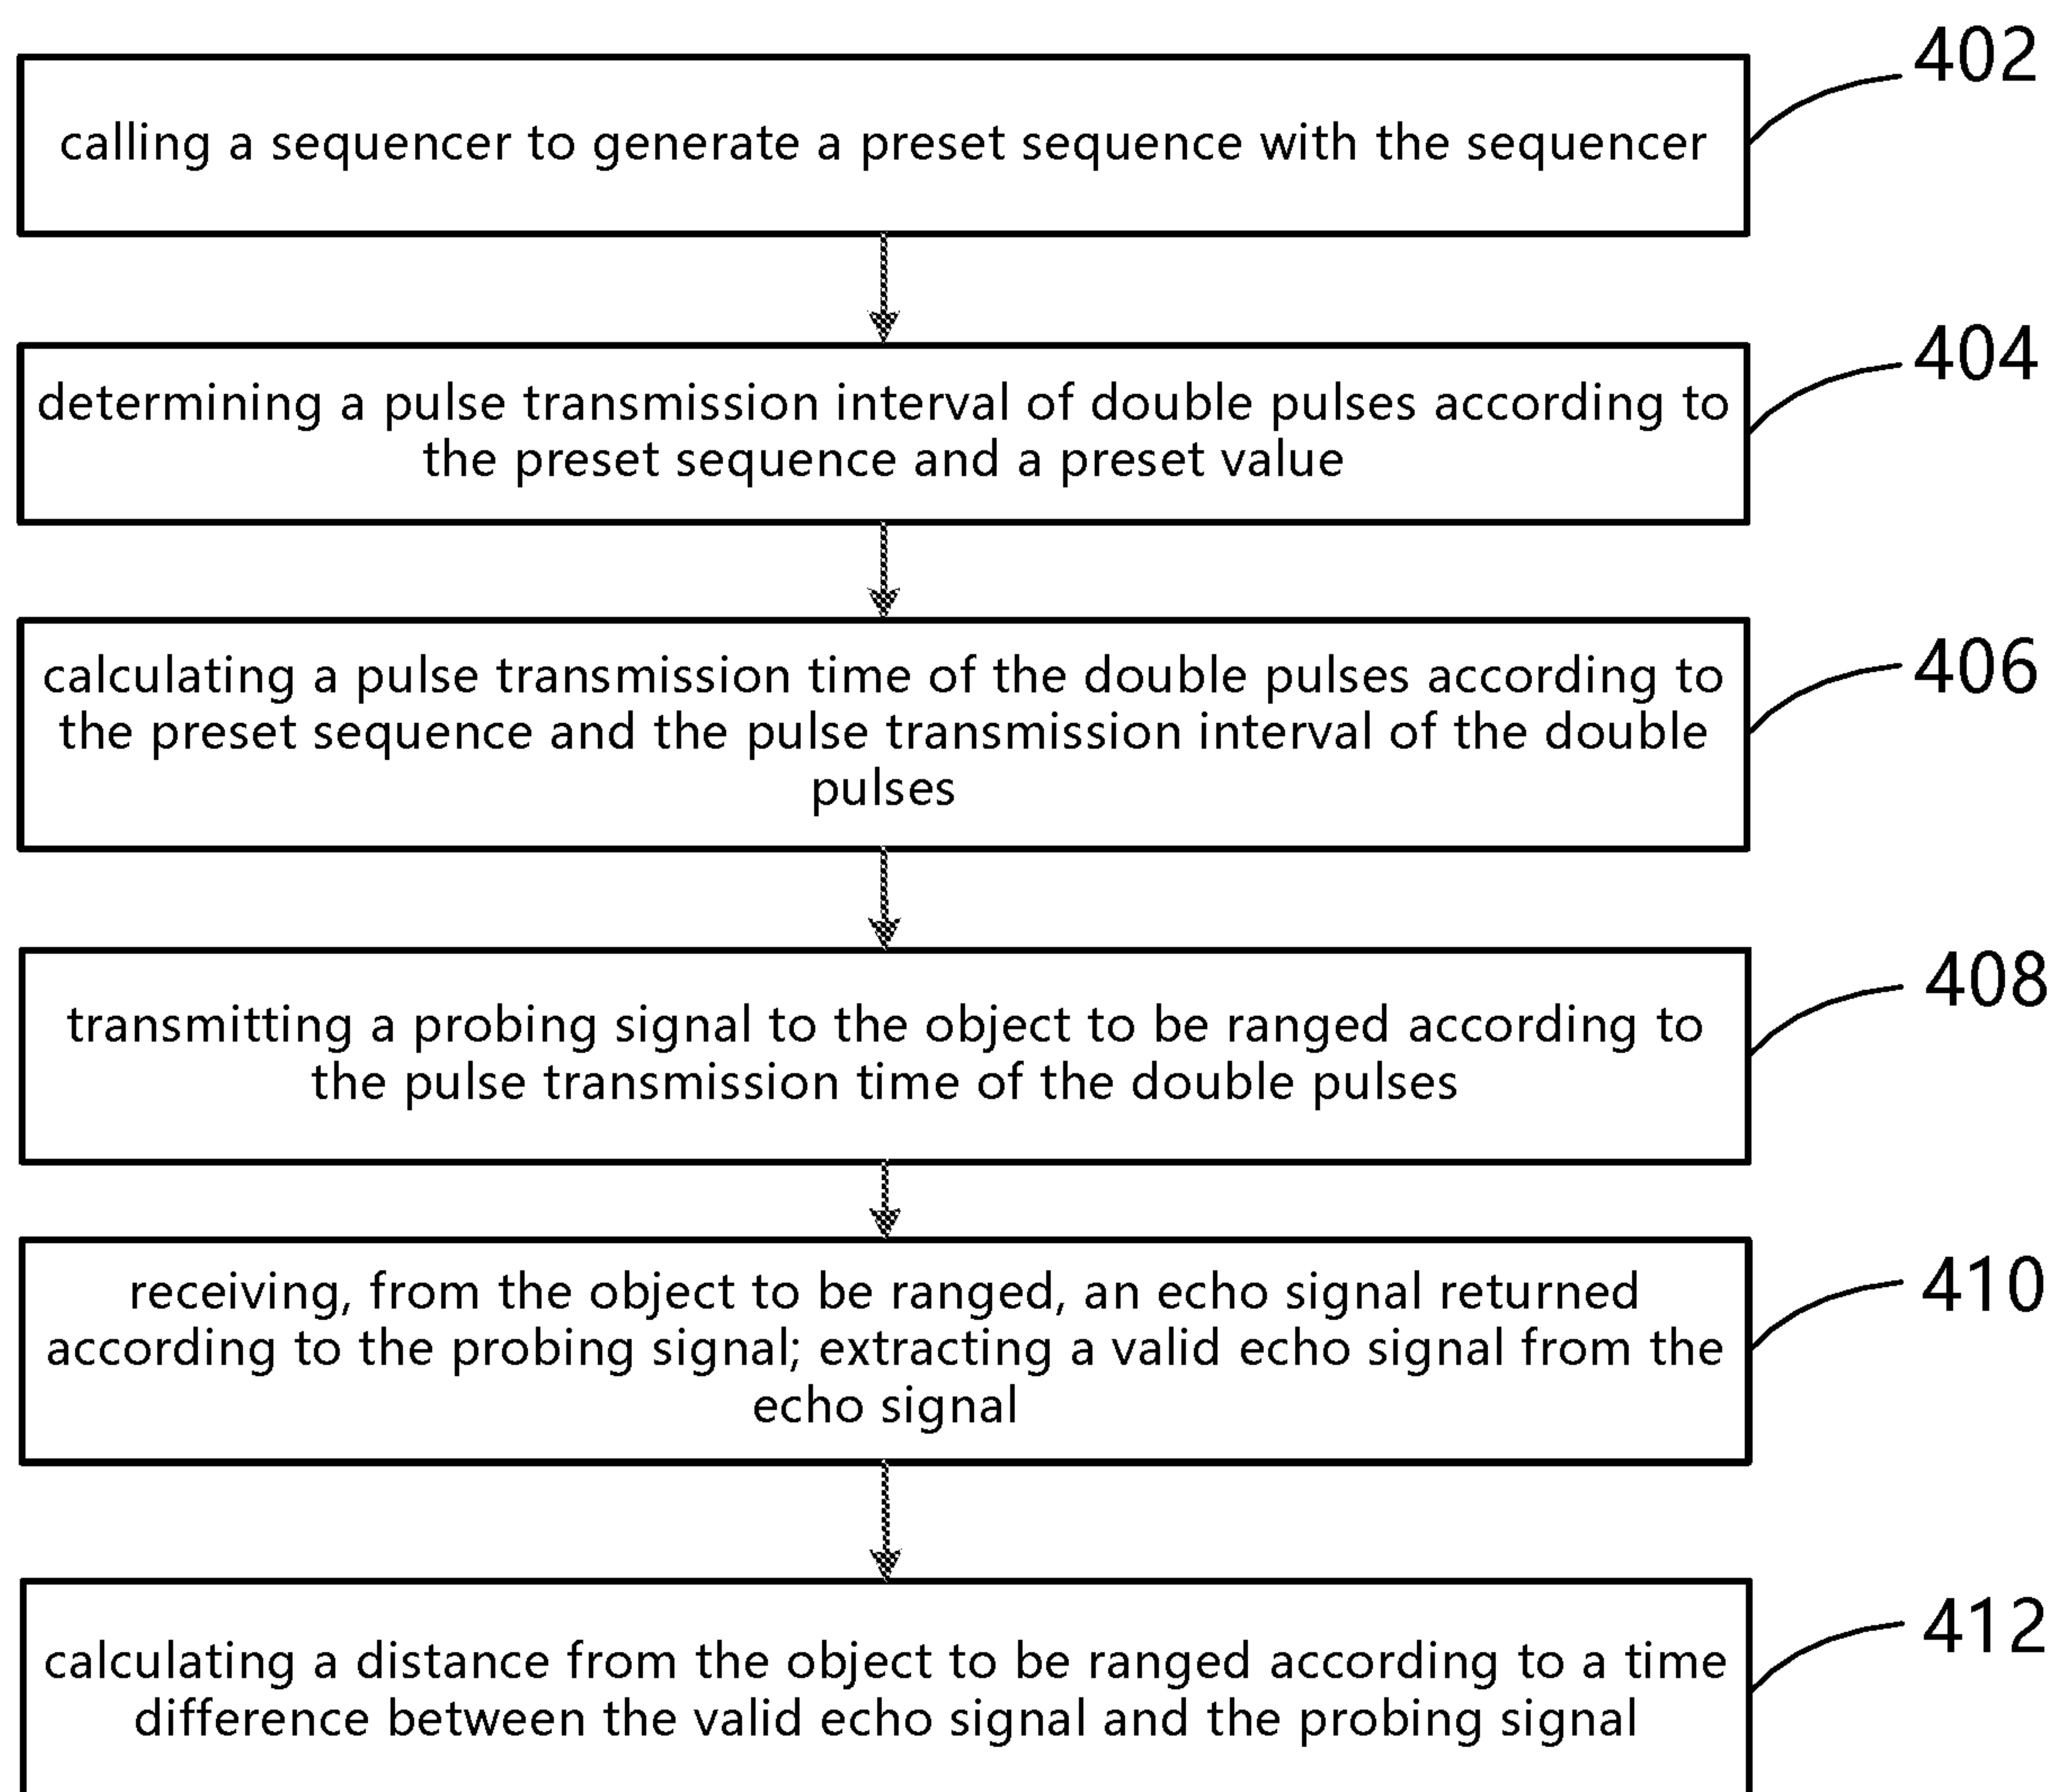 402
calling a sequencer to generate a preset sequence with the sequencer
404
determining a pulse transmission interval of double pulses according to
the preset sequence and a preset value
406
calculating a pulse transmission time of the double pulses according to
the preset sequence and the pulse transmission interval of the double
pulses
408
transmitting a probing signal to the object to be ranged according to
the pulse transmission time of the double pulses
410
receiving, from the object to be ranged, an echo signal returned
according to the probing signal; extracting a valid echo signal from the
echo signal
412
calculating a distance from the object to be ranged according to a time
difference between the valid echo signal and the probing signal